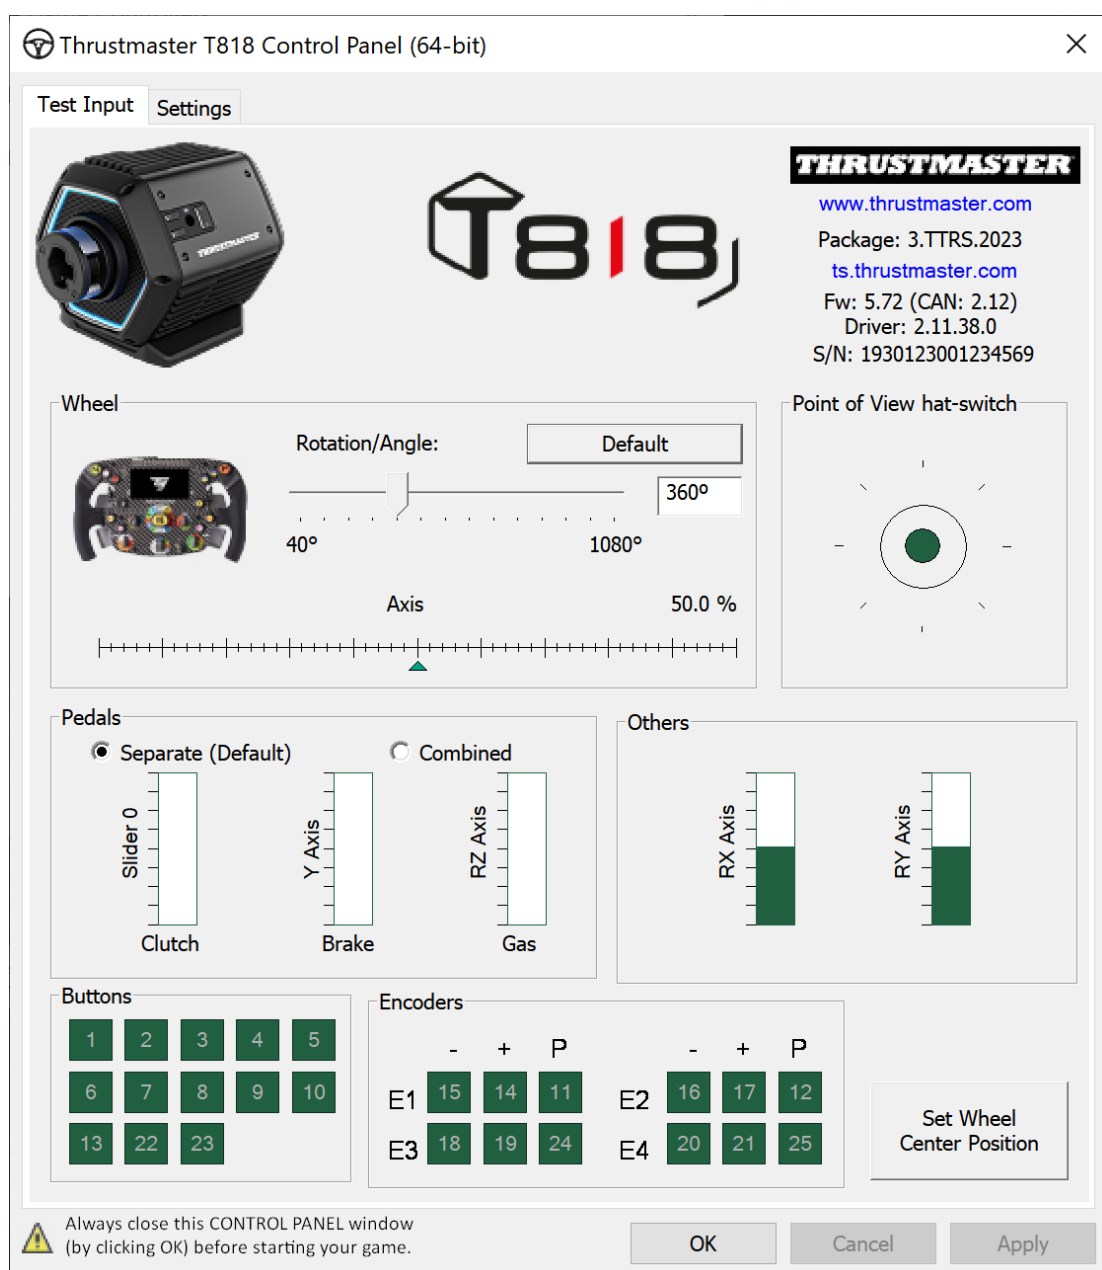 Thrustmaster T818 Control Panel (64-bit)
Test Input
Settings
THRUSTMASTER
T818
THRUSTMASTER
www.thrustmaster.com
Package: 3.TTRS.2023
ts.thrustmaster.com
Fw: 5.72 (CAN: 2.12)
Driver: 2.11.38.0
S/N: 1930123001234569
Wheel
Rotation/Angle:
Default
360º
40º
1080º
Axis
50.0 %
Point of View hat-switch
Pedals
Separate (Default)
Combined
Slider 0
Clutch
Y Axis
Brake
RZ Axis
Gas
Others
RX Axis
RY Axis
Buttons
1 2 3 4 5
6 7 8 9 10
13 22 23
Encoders
- + P - + P
E1 15 14 11 E2 16 17 12
E3 18 19 24 E4 20 21 25
Set Wheel
Center Position
Always close this CONTROL PANEL window
(by clicking OK) before starting your game.
OK
Cancel
Apply